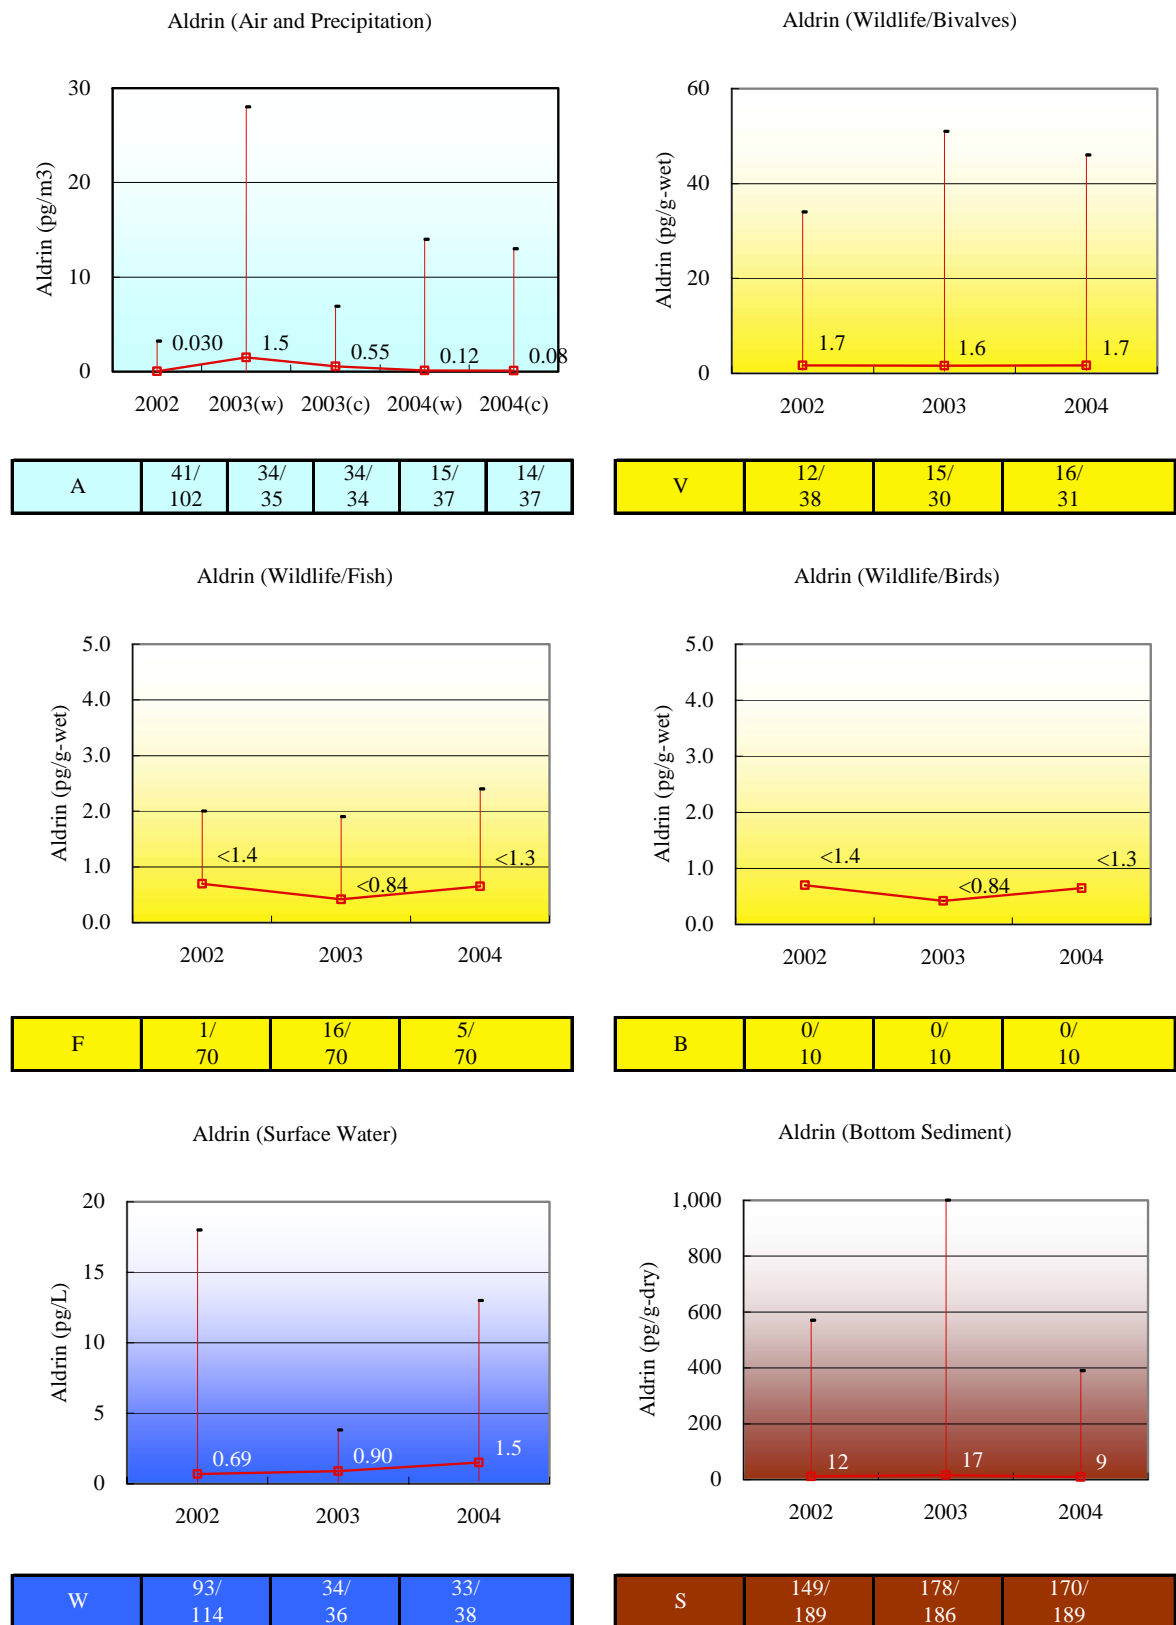 Aldrin (Air and Precipitation)
Aldrin (pg/m3)
30
20
10
0
0.030
1.5
0.55
0.12
0.08
2002 2003(w) 2003(c) 2004(w) 2004(c)
A 41/ 34/ 34/ 15/ 14/
102 35 34 37 37
Aldrin (Wildlife/Bivalves)
Aldrin (pg/g-wet)
60
40
20
0
1.7
1.6
1.7
2002 2003 2004
V 12/ 15/ 16/
38 30 31
Aldrin (Wildlife/Fish)
Aldrin (pg/g-wet)
5.0
4.0
3.0
2.0
1.0
0.0
<1.4
<0.84
<1.3
2002 2003 2004
F 1/ 16/ 5/
70 70 70
Aldrin (Wildlife/Birds)
Aldrin (pg/g-wet)
5.0
4.0
3.0
2.0
1.0
0.0
<1.4
<0.84
<1.3
2002 2003 2004
B 0/ 0/ 0/
10 10 10
Aldrin (Surface Water)
Aldrin (pg/L)
20
15
10
5
0
0.69
0.90
1.5
2002 2003 2004
W 93/ 34/ 33/
114 36 38
Aldrin (Bottom Sediment)
Aldrin (pg/g-dry)
1,000
800
600
400
200
0
12
17
9
2002 2003 2004
S 149/ 178/ 170/
189 186 189